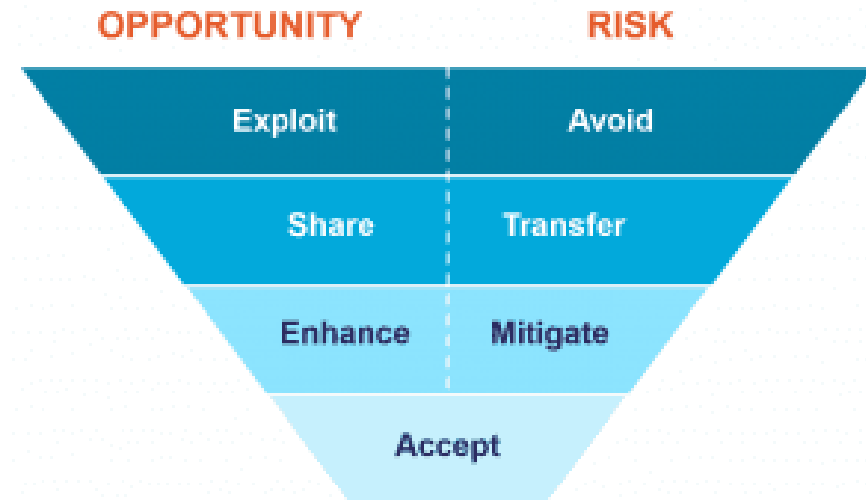 OPPORTUNITY RISK
Exploit Avoid
Share Transfer
Enhance Mitigate
Accept